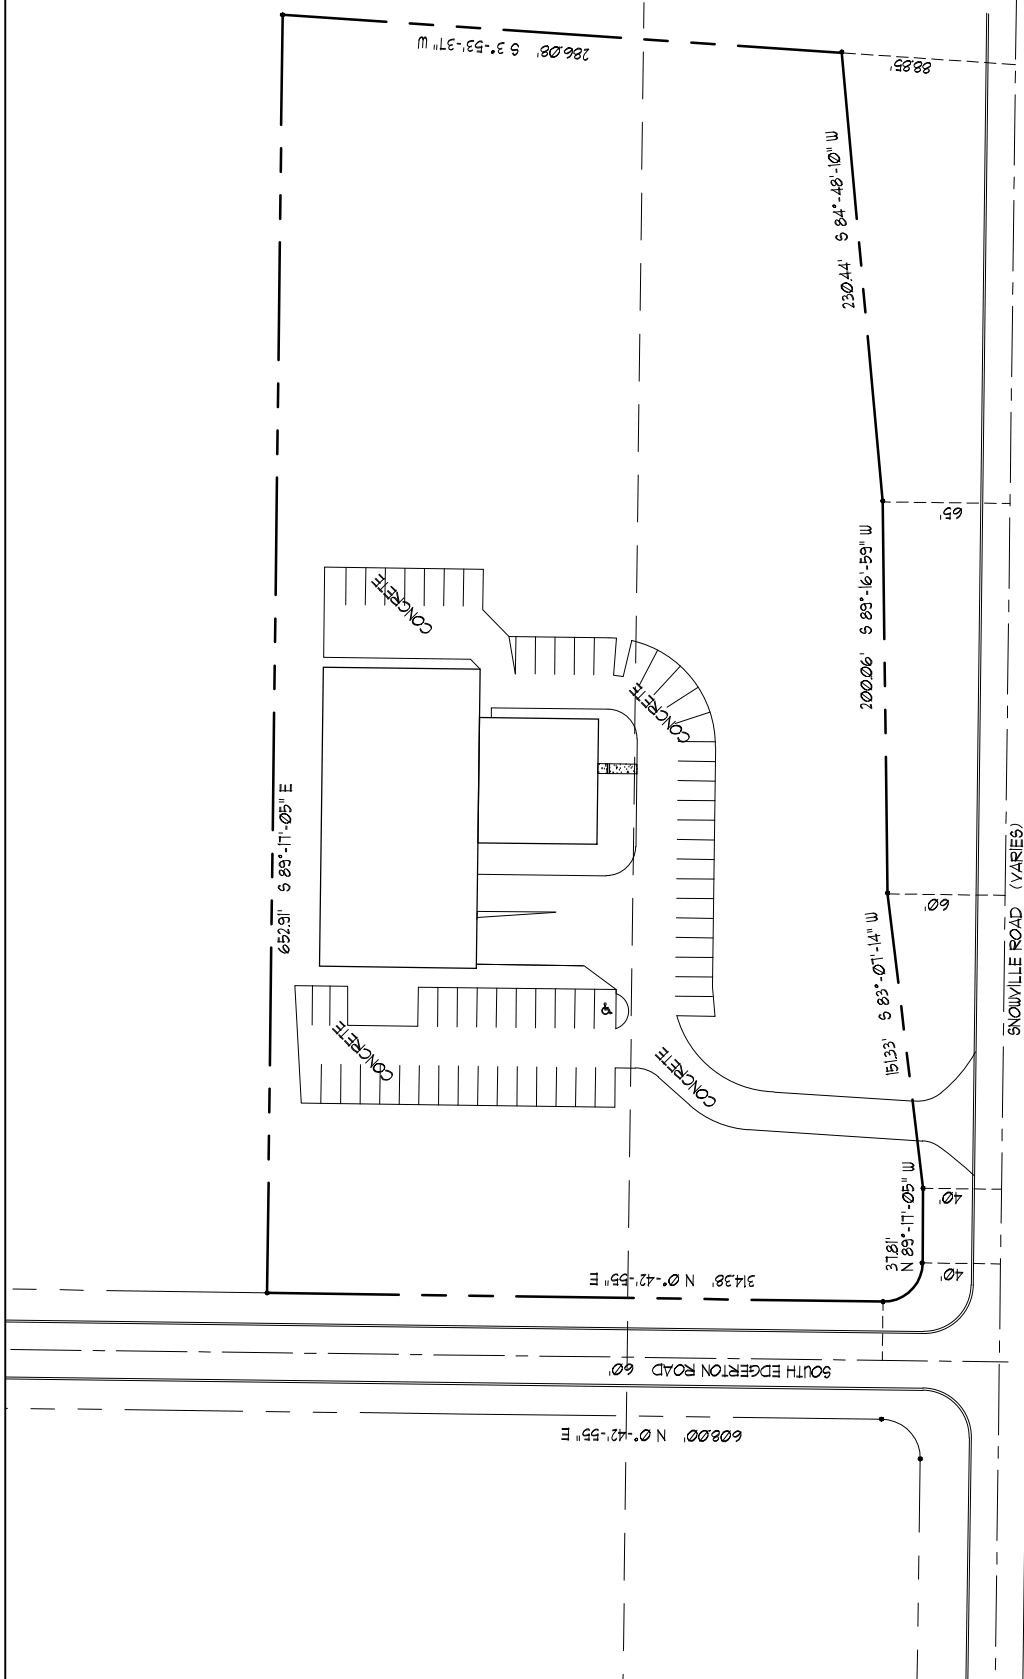 286.08' S 3°-53'-37" W
88.85'
230.44' S 84°-48'-10" W
65'
200.06' S 89°-16'-59" W
CONCRETE
CONCRETE
652.91' S 89°-17'-05" E
60'
SNOWVILLE ROAD (VARIES)
151.33' S 83°-07'-14" W
CONCRETE
CONCRETE
40'
37.81'
N 89°-17'-05" W
40'
314.38' N 0°-42'-55" E
SOUTH EDGERTON ROAD 60'
608.00' N 0°-42'-55" E